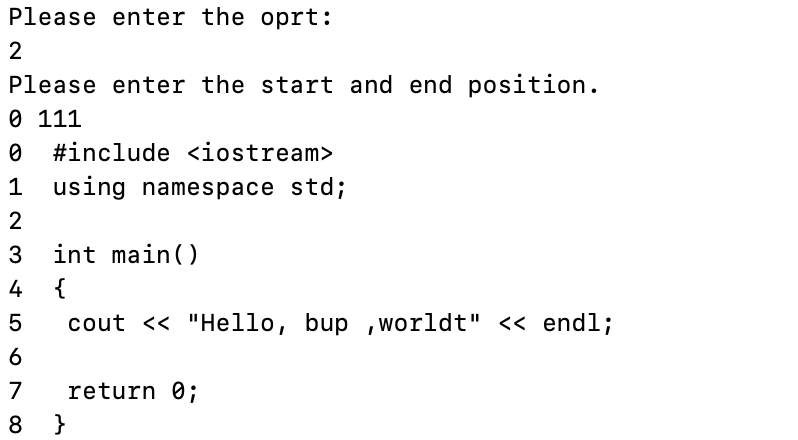 Please enter the oprt:
2
Please enter the start and end position.
0 111
0  #include <iostream>
1  using namespace std;
2
3  int main()
4  {
5   cout << "Hello, bup ,worldt" << endl;
6
7   return 0;
8  }